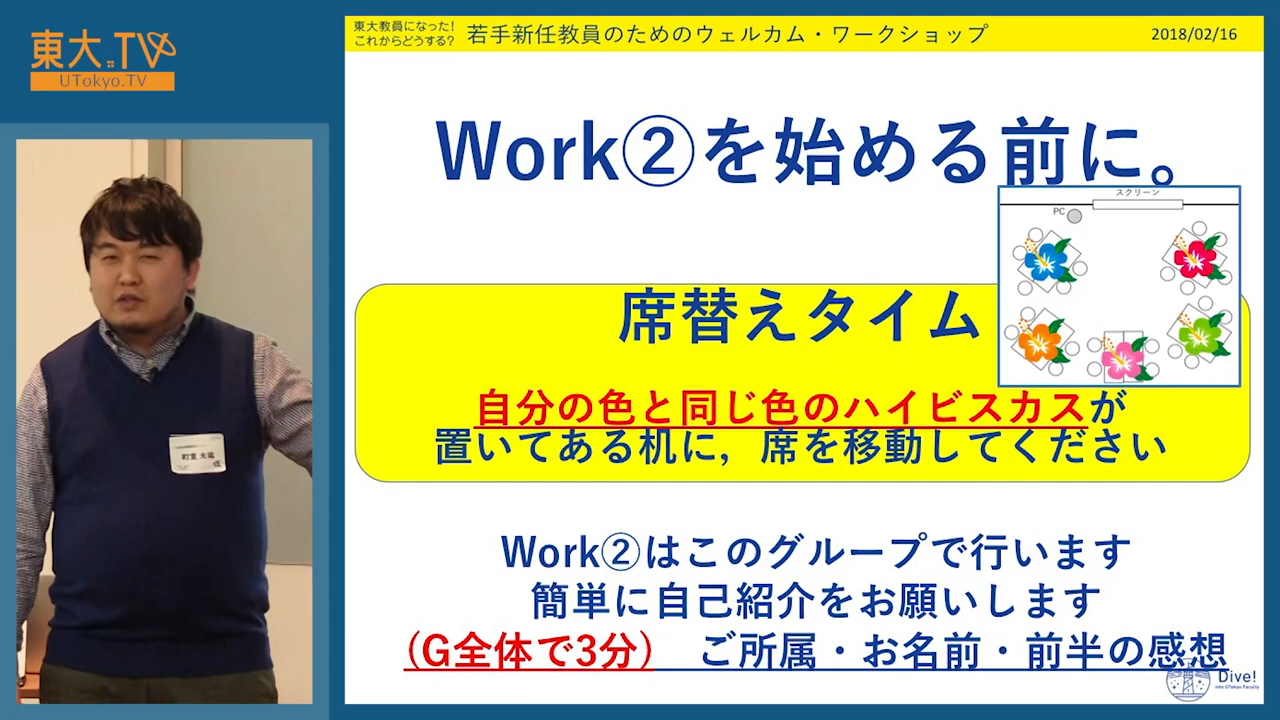 東大.TV
UTokyo.TV
東大教員になった!
これからどうする?
若手新任教員のためのウェルカム・ワークショップ
2018/02/16
Work②を始める前に。
スクリーン
PC
席替えタイム
自分の色と同じ色のハイビスカスが
置いてある机に，席を移動してください
Work②はこのグループで行います
簡単に自己紹介をお願いします
(G全体で3分)　ご所属・お名前・前半の感想
Dive!
into UTokyo Faculty